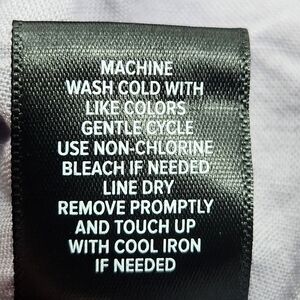 MACHINE
WASH COLD WITH
LIKE COLORS
GENTLE CYCLE
USE NON-CHLORINE
BLEACH IF NEEDED
LINE DRY
REMOVE PROMPTLY
AND TOUCH UP
WITH COOL IRON
IF NEEDED